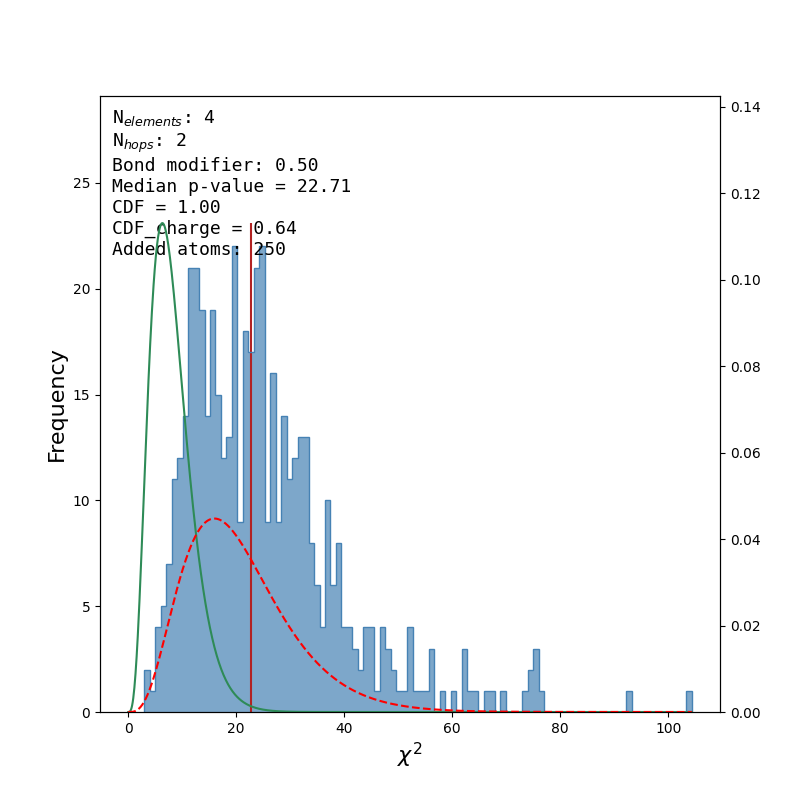 N_elements: 4
N_hops: 2
Bond modifier: 0.50
Median p-value = 22.71
CDF = 1.00
CDF_charge = 0.64
Added atoms: 250
Frequency
25
20
15
10
5
0
0.14
0.12
0.10
0.08
0.06
0.04
0.02
0.00
0 20 40 60 80 100
χ²